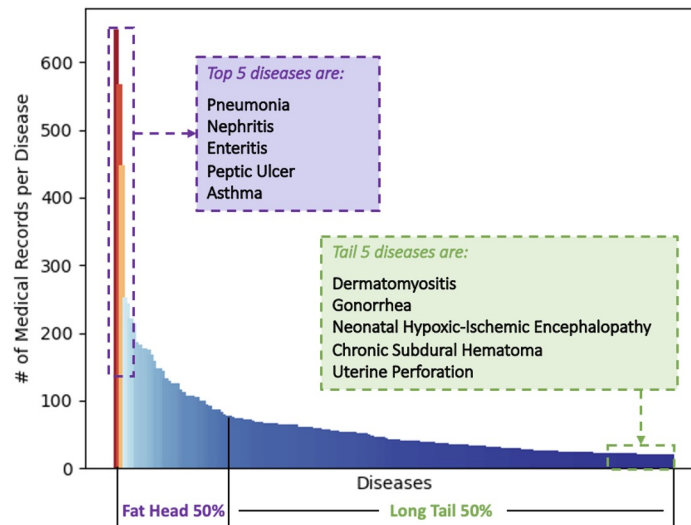 600
500
400
300
200
100
0
# of Medical Records per Disease
Top 5 diseases are:
Pneumonia
Nephritis
Enteritis
Peptic Ulcer
Asthma
Tail 5 diseases are:
Dermatomyositis
Gonorrhea
Neonatal Hypoxic-Ischemic Encephalopathy
Chronic Subdural Hematoma
Uterine Perforation
Diseases
Fat Head 50%
Long Tail 50%